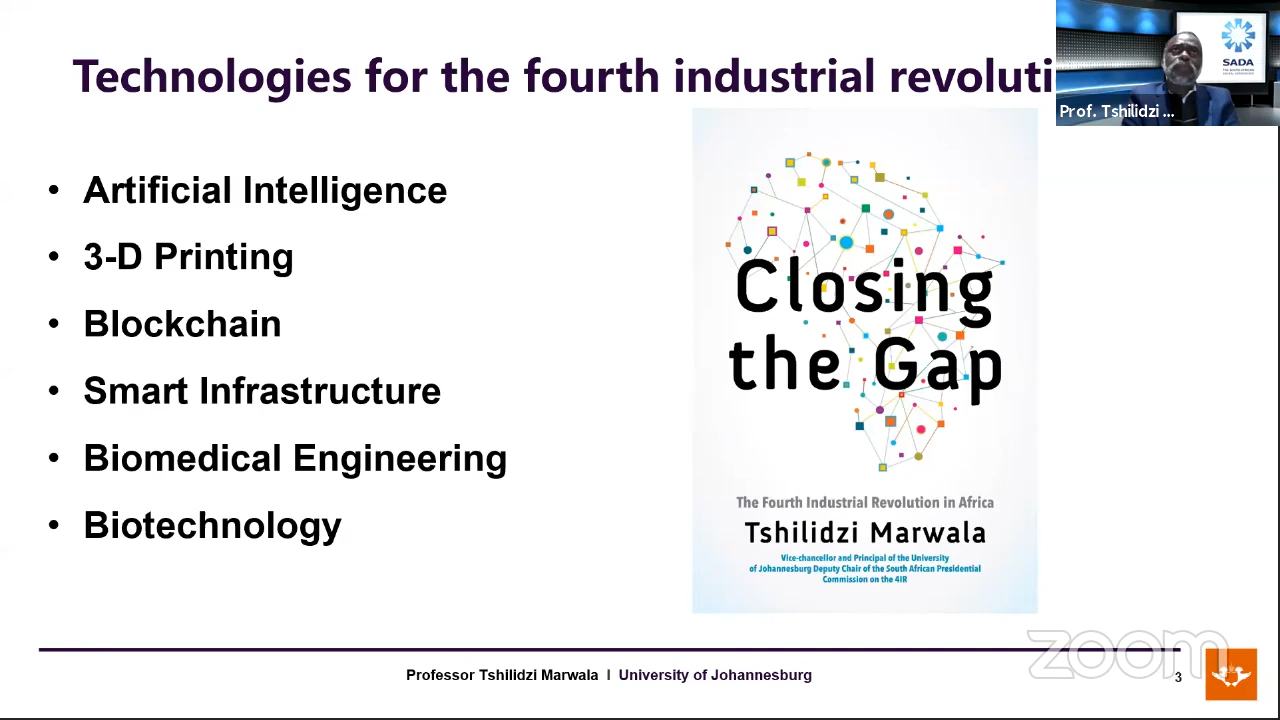 Technologies for the fourth industrial revoluti
SADA
Prof. Tshilidzi ...
• Artificial Intelligence
• 3-D Printing
• Blockchain
• Smart Infrastructure
• Biomedical Engineering
• Biotechnology
Closing
the Gap
The Fourth Industrial Revolution in Africa
Tshilidzi Marwala
Vice-chancellor and Principal of the University
of Johannesburg Deputy Chair of the South African Presidential
Commission on the 4IR
zoom
Professor Tshilidzi Marwala | University of Johannesburg
3